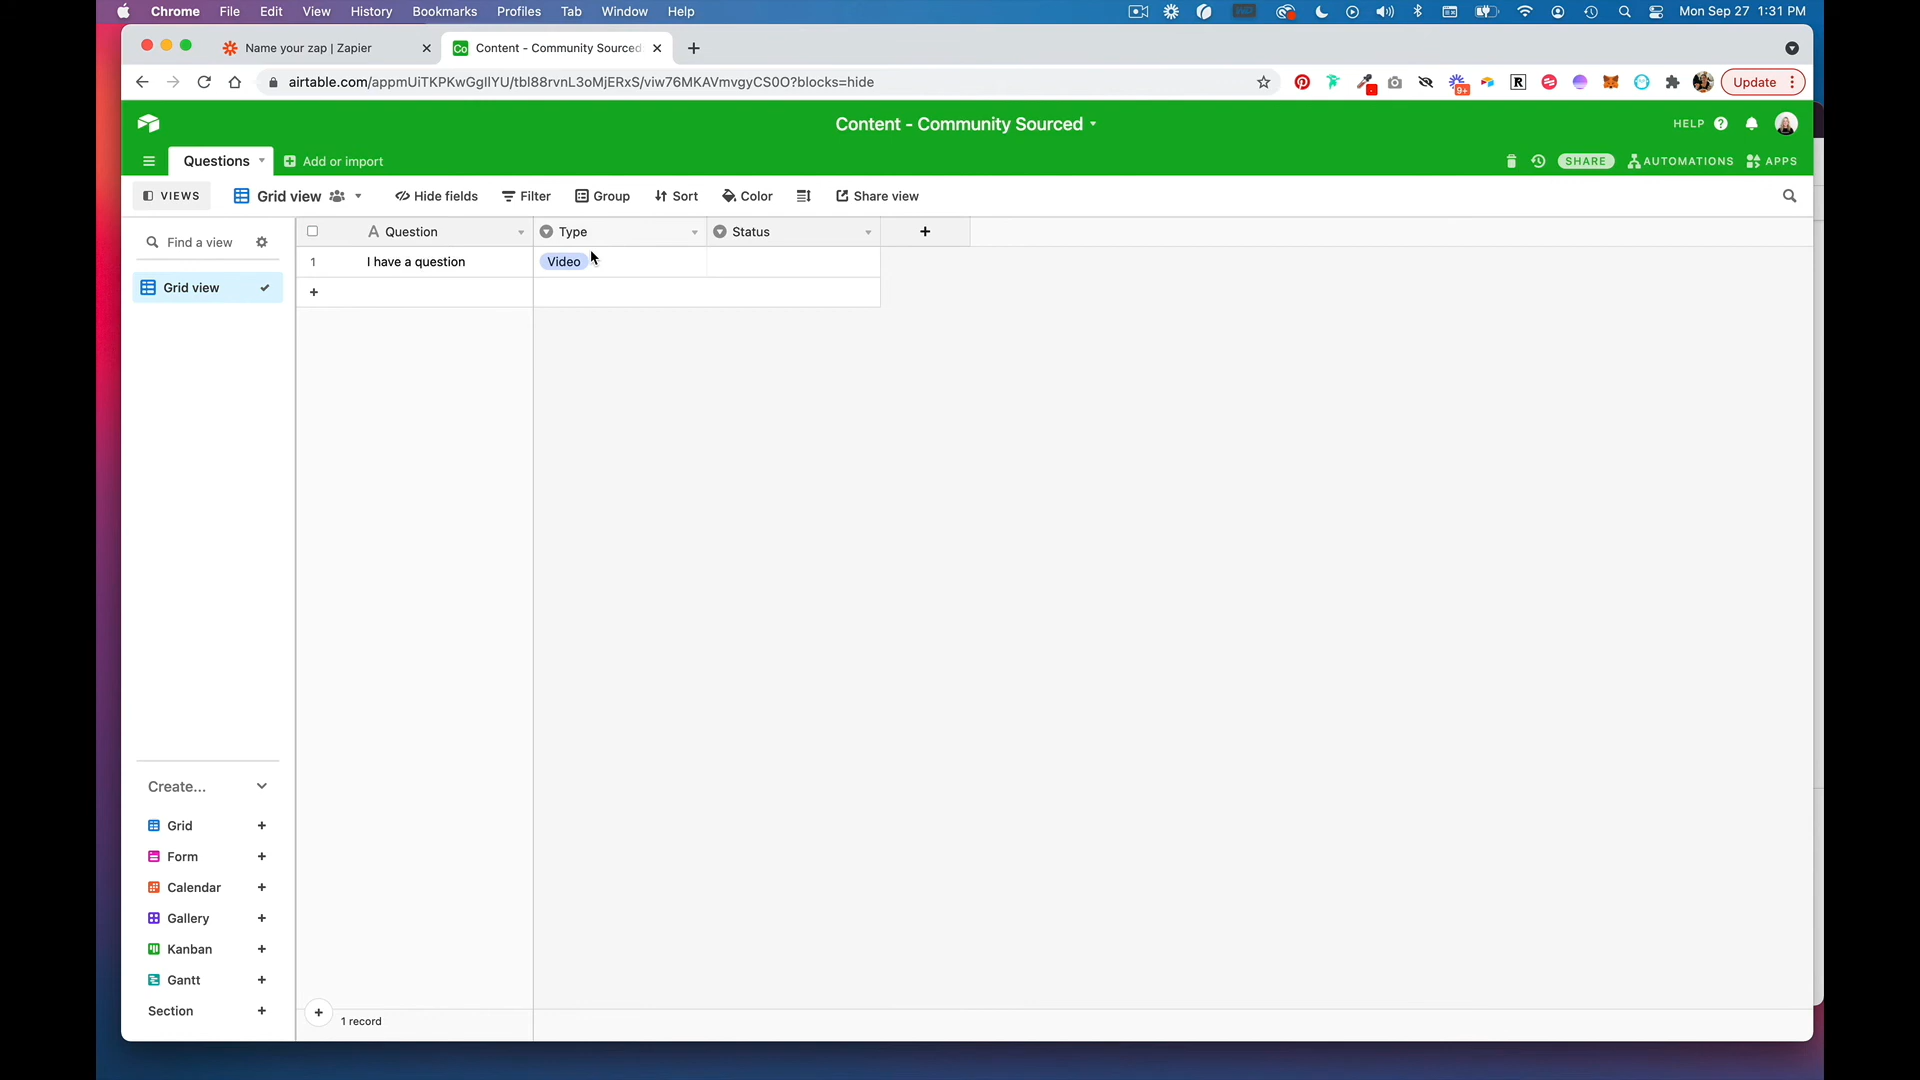 Chrome File Edit View History Bookmarks Profiles Tab Window Help
Mon Sep 27 1:31 PM
Name your zap | Zapier
Co Content - Community Sourced
airtable.com/appmUiTKPKwGgllYU/tbl88rvnL3oMjERxS/viw76MKAVmvgyCS0O?blocks=hide
9+
R
Update
Content - Community Sourced
HELP ?
Questions
Add or import
SHARE
AUTOMATIONS
APPS
VIEWS
Grid view
Hide fields
Filter
Group
Sort
Color
Share view
Find a view
A Question
Type
Status
1 I have a question Video
Grid view
Create...
Grid
Form
Calendar
Gallery
Kanban
Gantt
Section
1 record